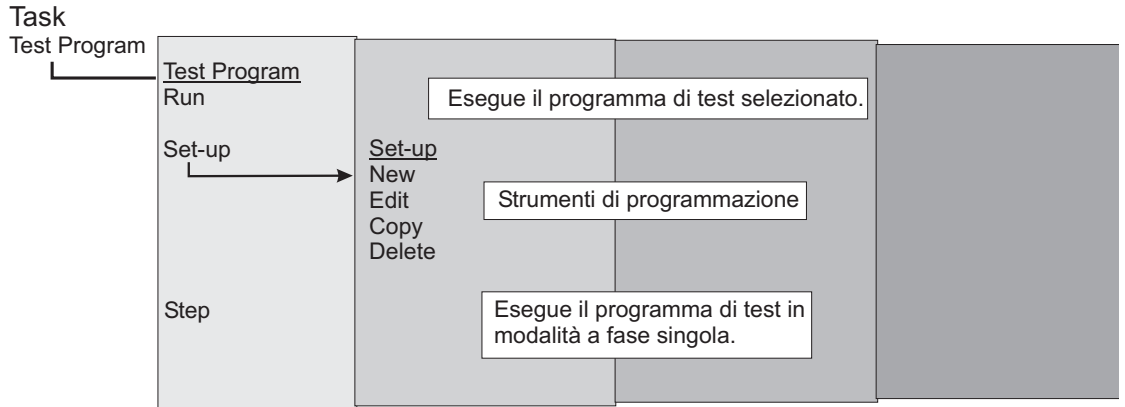 Task
Test Program
Test Program
Run
Esegue il programma di test selezionato.
Set-up
Set-up
New
Edit
Copy
Delete
Strumenti di programmazione
Step
Esegue il programma di test in
modalità a fase singola.